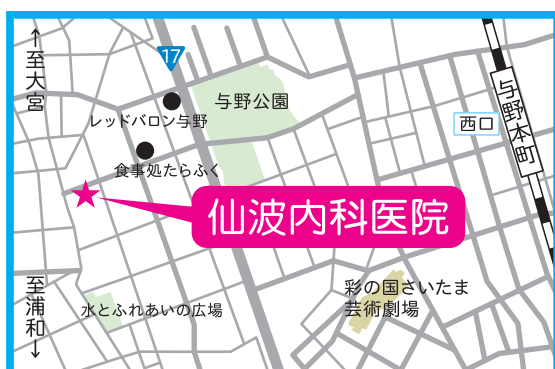 ↑至大宮
17
与野公園
レッドバロン与野
与野本町
西口
食事処たらふく
仙波内科医院
至浦和↓
水とふれあいの広場
彩の国さいたま
芸術劇場